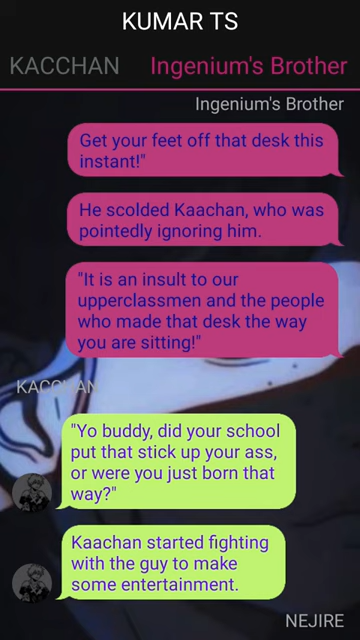 KUMAR TS
KACCHAN Ingenium's Brother
Ingenium's Brother
Get your feet off that desk this
instant!"
He scolded Kaachan, who was
pointedly ignoring him.
"It is an insult to our
upperclassmen and the people
who made that desk the way
you are sitting!"
KACCHAN
"Yo buddy, did your school
put that stick up your ass,
or were you just born that
way?"
Kaachan started fighting
with the guy to make
some entertainment.
NEJIRE